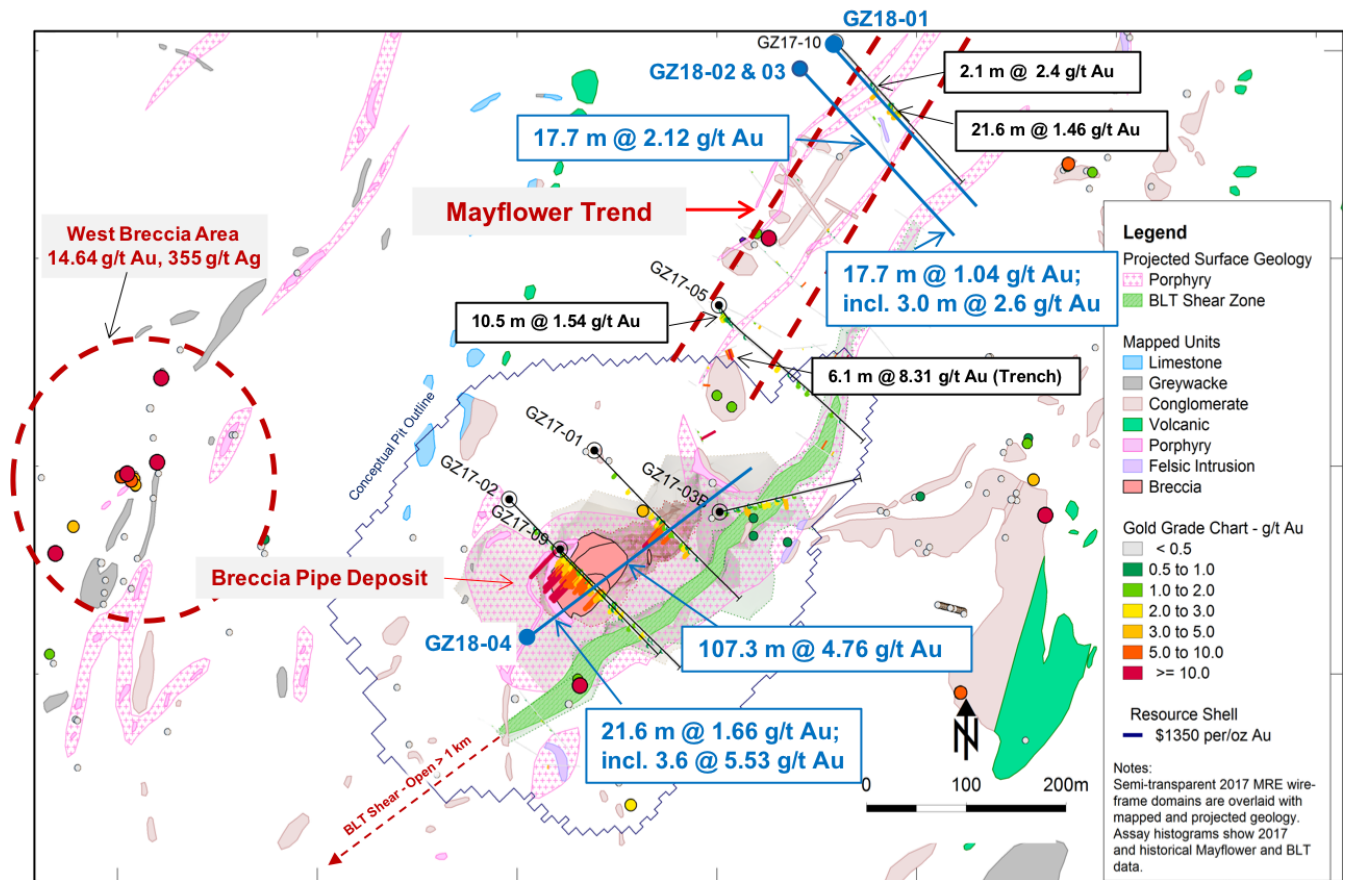 GZ18-01
GZ17-10
GZ18-02 & 03
2.1 m @ 2.4 g/t Au
21.6 m @ 1.46 g/t Au
17.7 m @ 2.12 g/t Au
Mayflower Trend
West Breccia Area
14.64 g/t Au, 355 g/t Ag
17.7 m @ 1.04 g/t Au;
incl. 3.0 m @ 2.6 g/t Au
GZ17-05
10.5 m @ 1.54 g/t Au
6.1 m @ 8.31 g/t Au (Trench)
Conceptual Pit Outline
GZ17-01
GZ17-02
GZ17-03B
GZ17-09
Breccia Pipe Deposit
GZ18-04
107.3 m @ 4.76 g/t Au
21.6 m @ 1.66 g/t Au;
incl. 3.6 @ 5.53 g/t Au
BLT Shear - Open > 1 km
N
0 100 200m
Legend
Projected Surface Geology
Porphyry
BLT Shear Zone
Mapped Units
Limestone
Greywacke
Conglomerate
Volcanic
Porphyry
Felsic Intrusion
Breccia
Gold Grade Chart - g/t Au
< 0.5
0.5 to 1.0
1.0 to 2.0
2.0 to 3.0
3.0 to 5.0
5.0 to 10.0
>= 10.0
Resource Shell
$1350 per/oz Au
Notes:
Semi-transparent 2017 MRE wire-
frame domains are overlaid with
mapped and projected geology.
Assay histograms show 2017
and historical Mayflower and BLT
data.